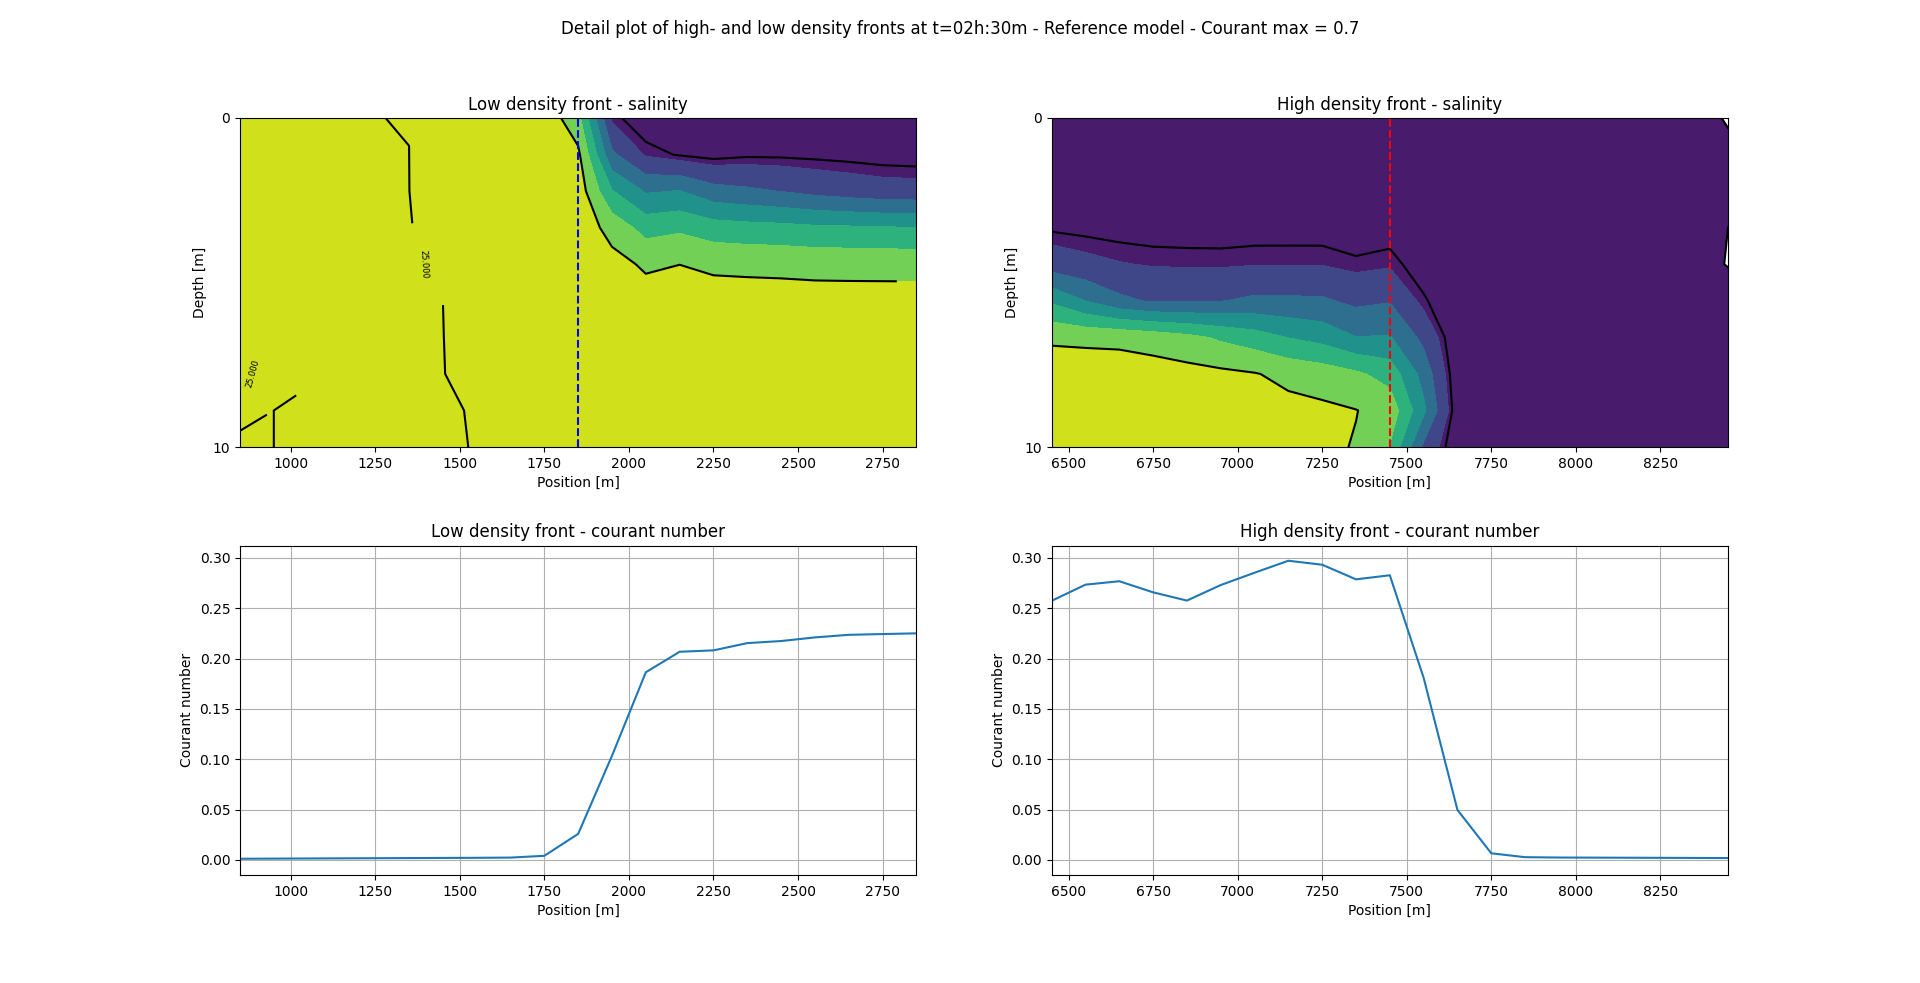 Detail plot of high- and low density fronts at t=02h:30m - Reference model - Courant max = 0.7
Low density front - salinity
0
10
Depth [m]
25.000
25.000
1000 1250 1500 1750 2000 2250 2500 2750
Position [m]
High density front - salinity
0
10
Depth [m]
6500 6750 7000 7250 7500 7750 8000 8250
Position [m]
Low density front - courant number
0.30
0.25
0.20
0.15
0.10
0.05
0.00
Courant number
1000 1250 1500 1750 2000 2250 2500 2750
Position [m]
High density front - courant number
0.30
0.25
0.20
0.15
0.10
0.05
0.00
Courant number
6500 6750 7000 7250 7500 7750 8000 8250
Position [m]